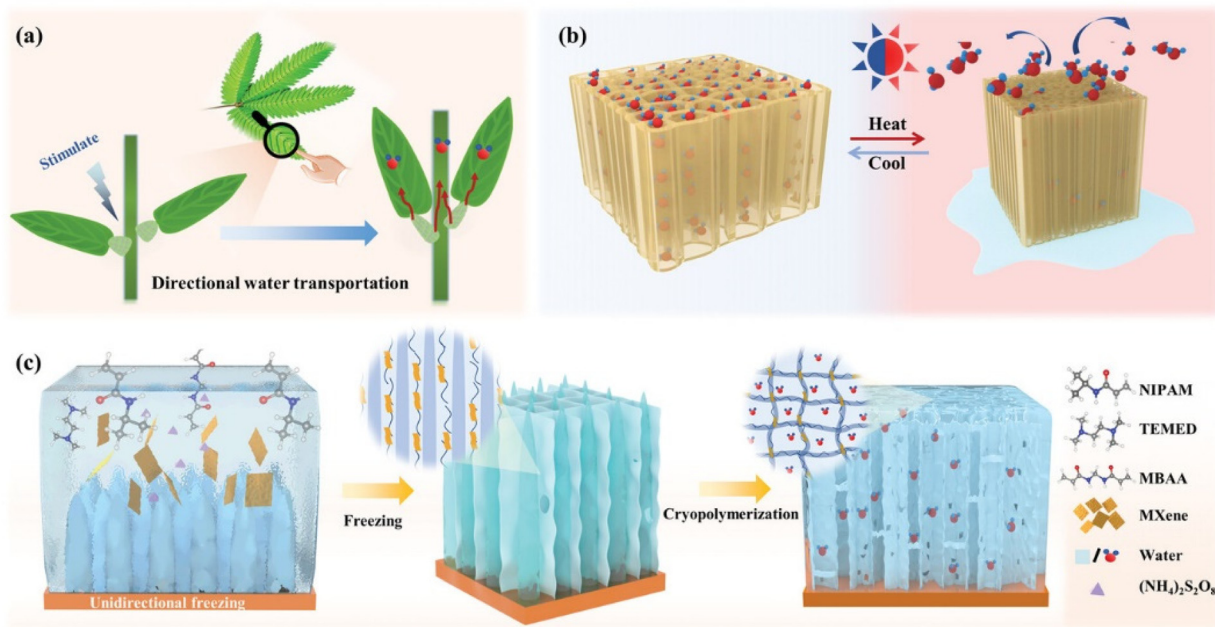 (a)
Stimulate
Directional water transportation
(b)
Heat
Cool
(c)
Unidirectional freezing
Freezing
Cryopolymerization
NIPAM
TEMED
MBAA
MXene
/ Water
(NH₄)₂S₂O₈